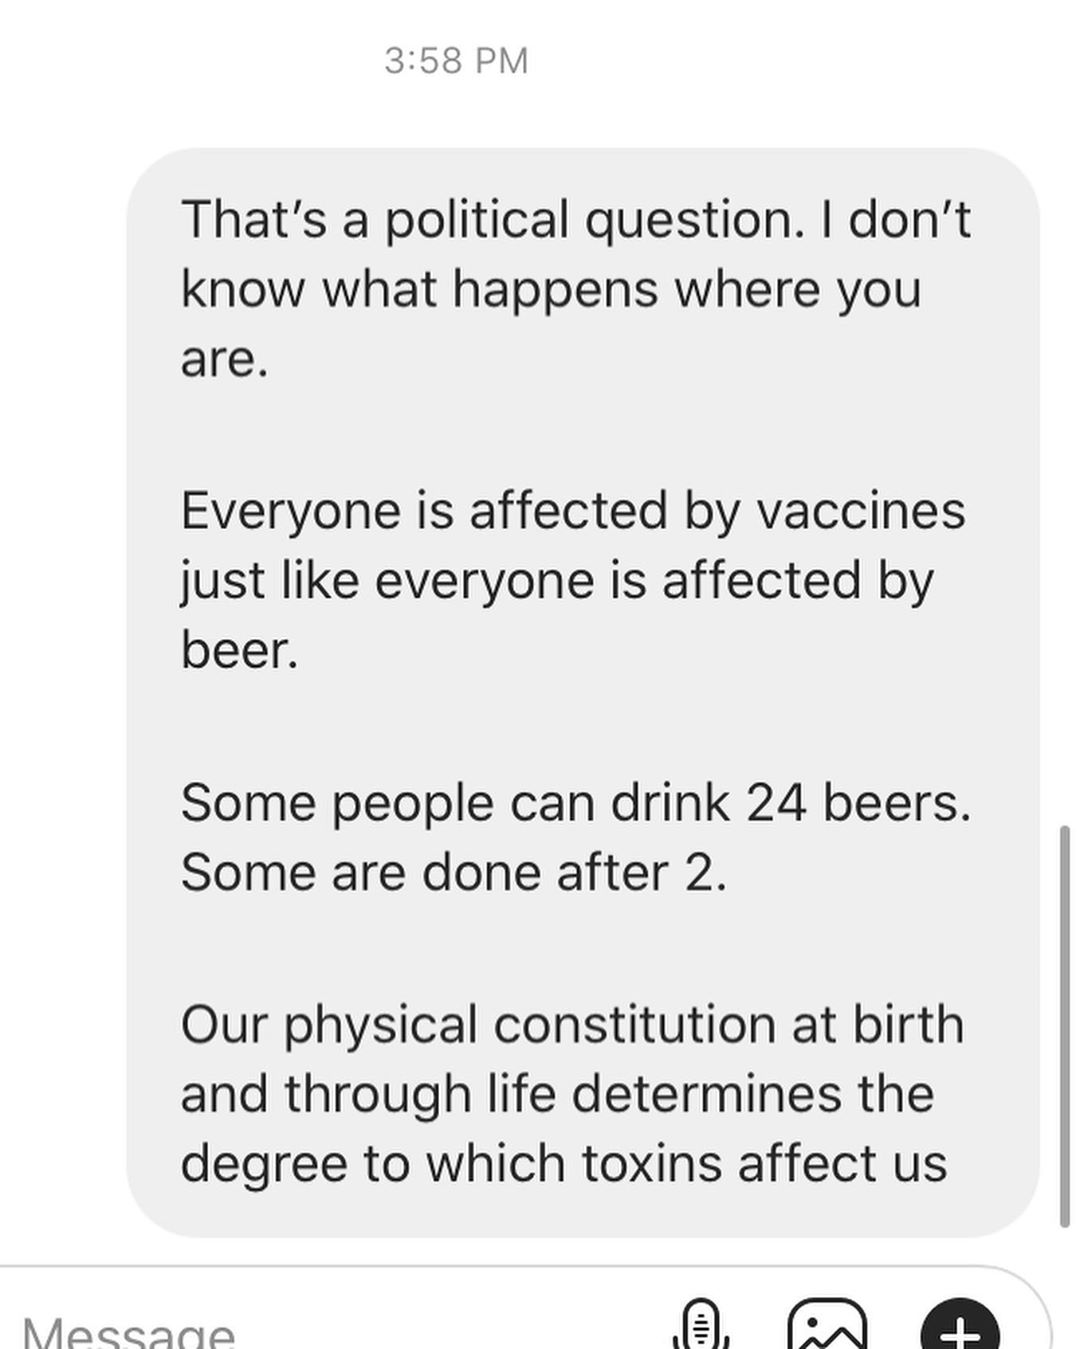 3:58 PM
That’s a political question. I don’t
know what happens where you
are.
Everyone is affected by vaccines
just like everyone is affected by
beer.
Some people can drink 24 beers.
Some are done after 2.
Our physical constitution at birth
and through life determines the
degree to which toxins affect us
Message